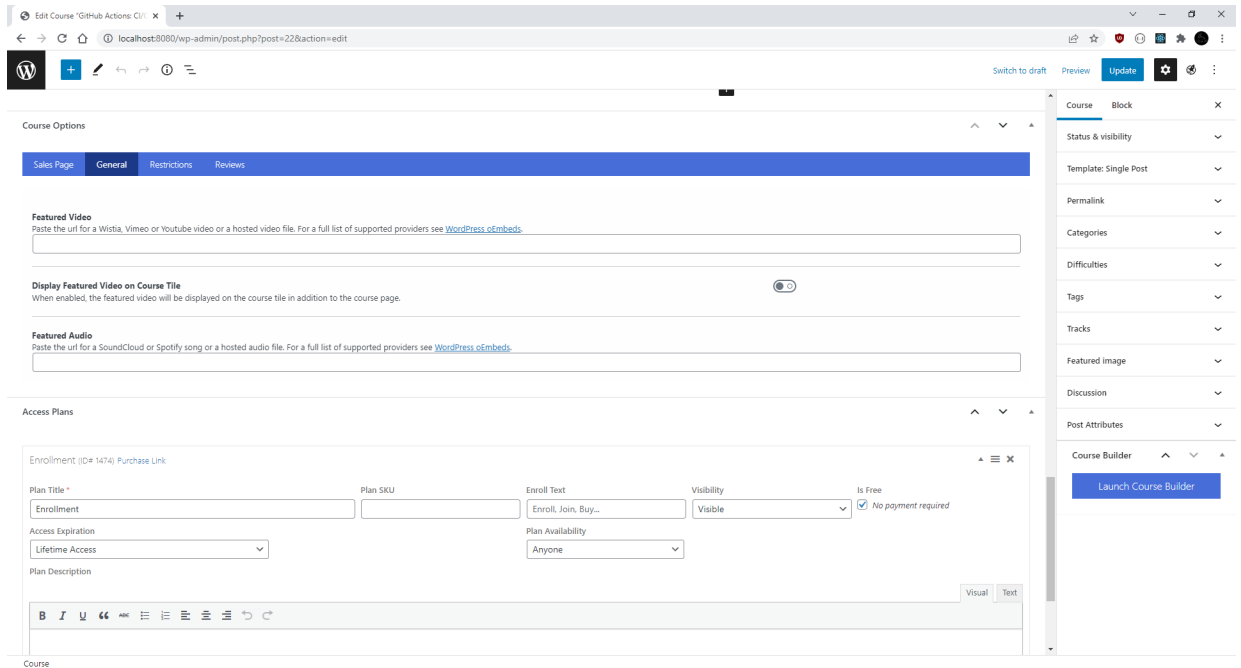 Edit Course "GitHub Actions: CI/
localhost:8080/wp-admin/post.php?post=22&action=edit
Switch to draft Preview Update
Course Block
Course Options
Status & visibility
Sales Page General Restrictions Reviews
Template: Single Post
Permalink
Featured Video
Paste the url for a Wistia, Vimeo or Youtube video or a hosted video file. For a full list of supported providers see WordPress oEmbeds.
Categories
Difficulties
Display Featured Video on Course Tile
When enabled, the featured video will be displayed on the course tile in addition to the course page.
Tags
Tracks
Featured Audio
Paste the url for a SoundCloud or Spotify song or a hosted audio file. For a full list of supported providers see WordPress oEmbeds.
Featured image
Discussion
Access Plans
Post Attributes
Course Builder
Enrollment (ID# 1474) Purchase Link
Launch Course Builder
Plan Title * Plan SKU Enroll Text Visibility Is Free
Enrollment Enroll, Join, Buy... Visible No payment required
Access Expiration Plan Availability
Lifetime Access Anyone
Plan Description
Visual Text
B I U ABC
Course